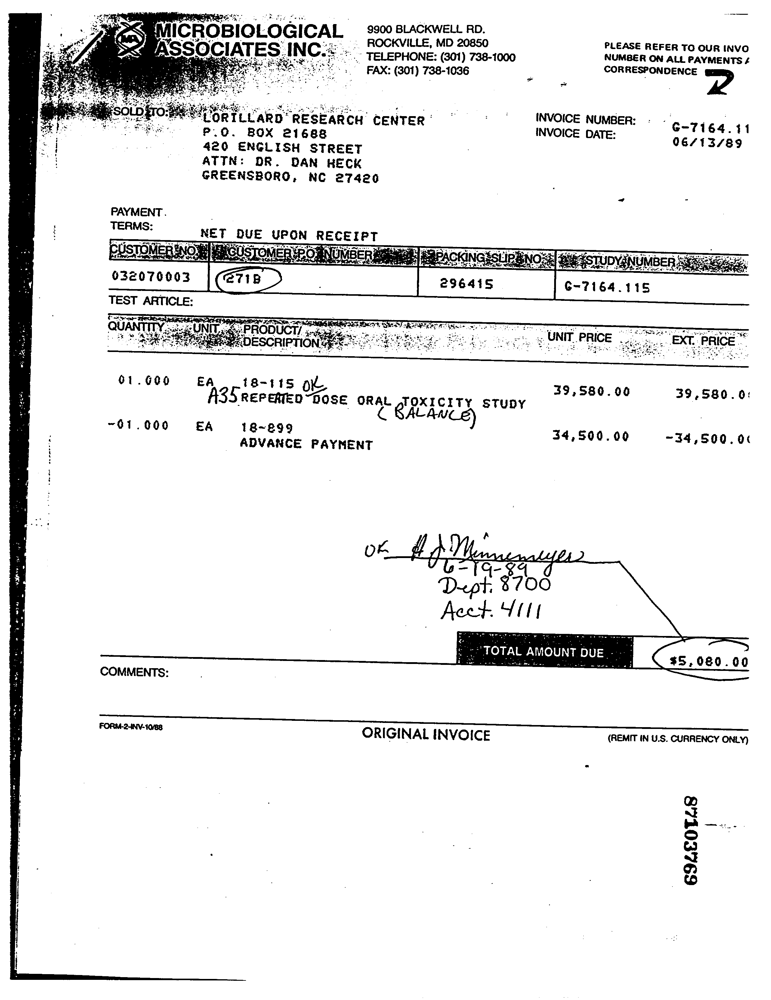 MICROBIOLOGICAL
ASSOCIATES INC.
MA
9900 BLACKWELL RD.
ROCKVILLE, MD 20850
TELEPHONE: (301) 738-1000
FAX: (301) 738-1036
PLEASE REFER TO OUR INVO
NUMBER ON ALL PAYMENTS A
CORRESPONDENCE
SOLD TO:
LORILLARD RESEARCH CENTER
P.O. BOX 21688
420 ENGLISH STREET
ATTN: DR. DAN HECK
GREENSBORO, NC 27420
INVOICE NUMBER: G-7164.11
INVOICE DATE: 06/13/89
PAYMENT
TERMS: NET DUE UPON RECEIPT
CUSTOMER NO. CUSTOMER P.O. NUMBER PACKING SLIP NO. STUDY NUMBER
032070003 271B 296415 G-7164.115
TEST ARTICLE:
QUANTITY UNIT PRODUCT/ DESCRIPTION UNIT PRICE EXT. PRICE
01.000 EA 18-115 OK 39,580.00 39,580.0
A35 REPEATED DOSE ORAL TOXICITY STUDY
(BALANCE)
-01.000 EA 18-899 34,500.00 -34,500.0
ADVANCE PAYMENT
OK H J Minnemeyer
6-19-89
Dept. 8700
Acct. 4111
TOTAL AMOUNT DUE $5,080.00
COMMENTS:
FORM-2-INV-10/88
ORIGINAL INVOICE
(REMIT IN U.S. CURRENCY ONLY)
87103769